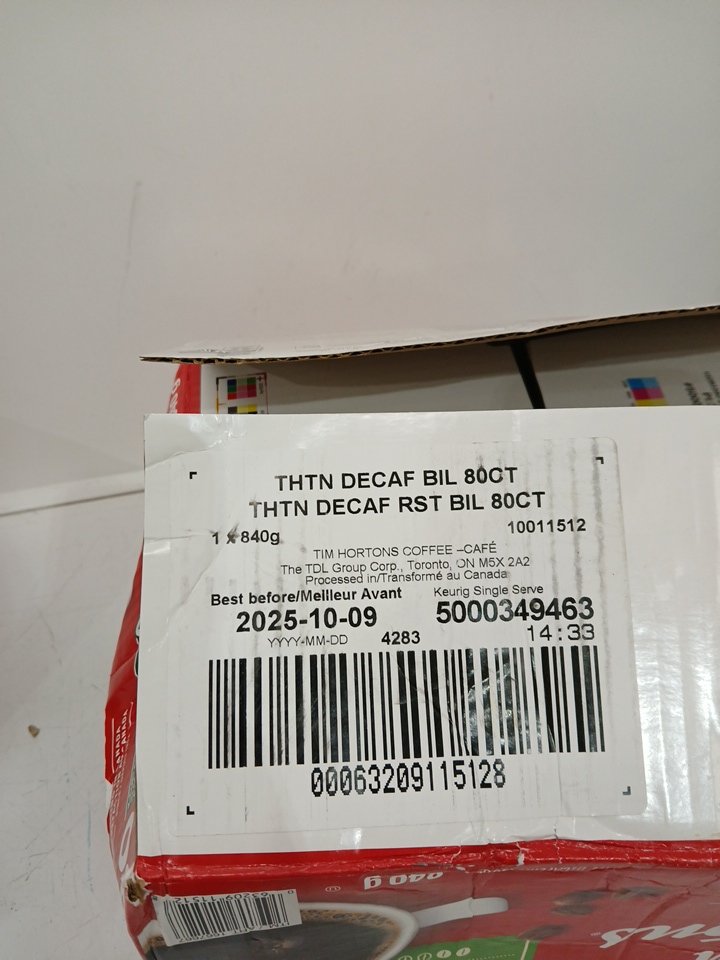 THTN DECAF BIL 80CT
THTN DECAF RST BIL 80CT
1 x 840g
10011512
TIM HORTONS COFFEE –CAFÉ
The TDL Group Corp., Toronto, ON M5X 2A2
Processed in/Transformé au Canada
Best before/Meilleur Avant
Keurig Single Serve
2025-10-09
5000349463
YYYY-MM-DD
4283
14:33
00063209115128
840 g